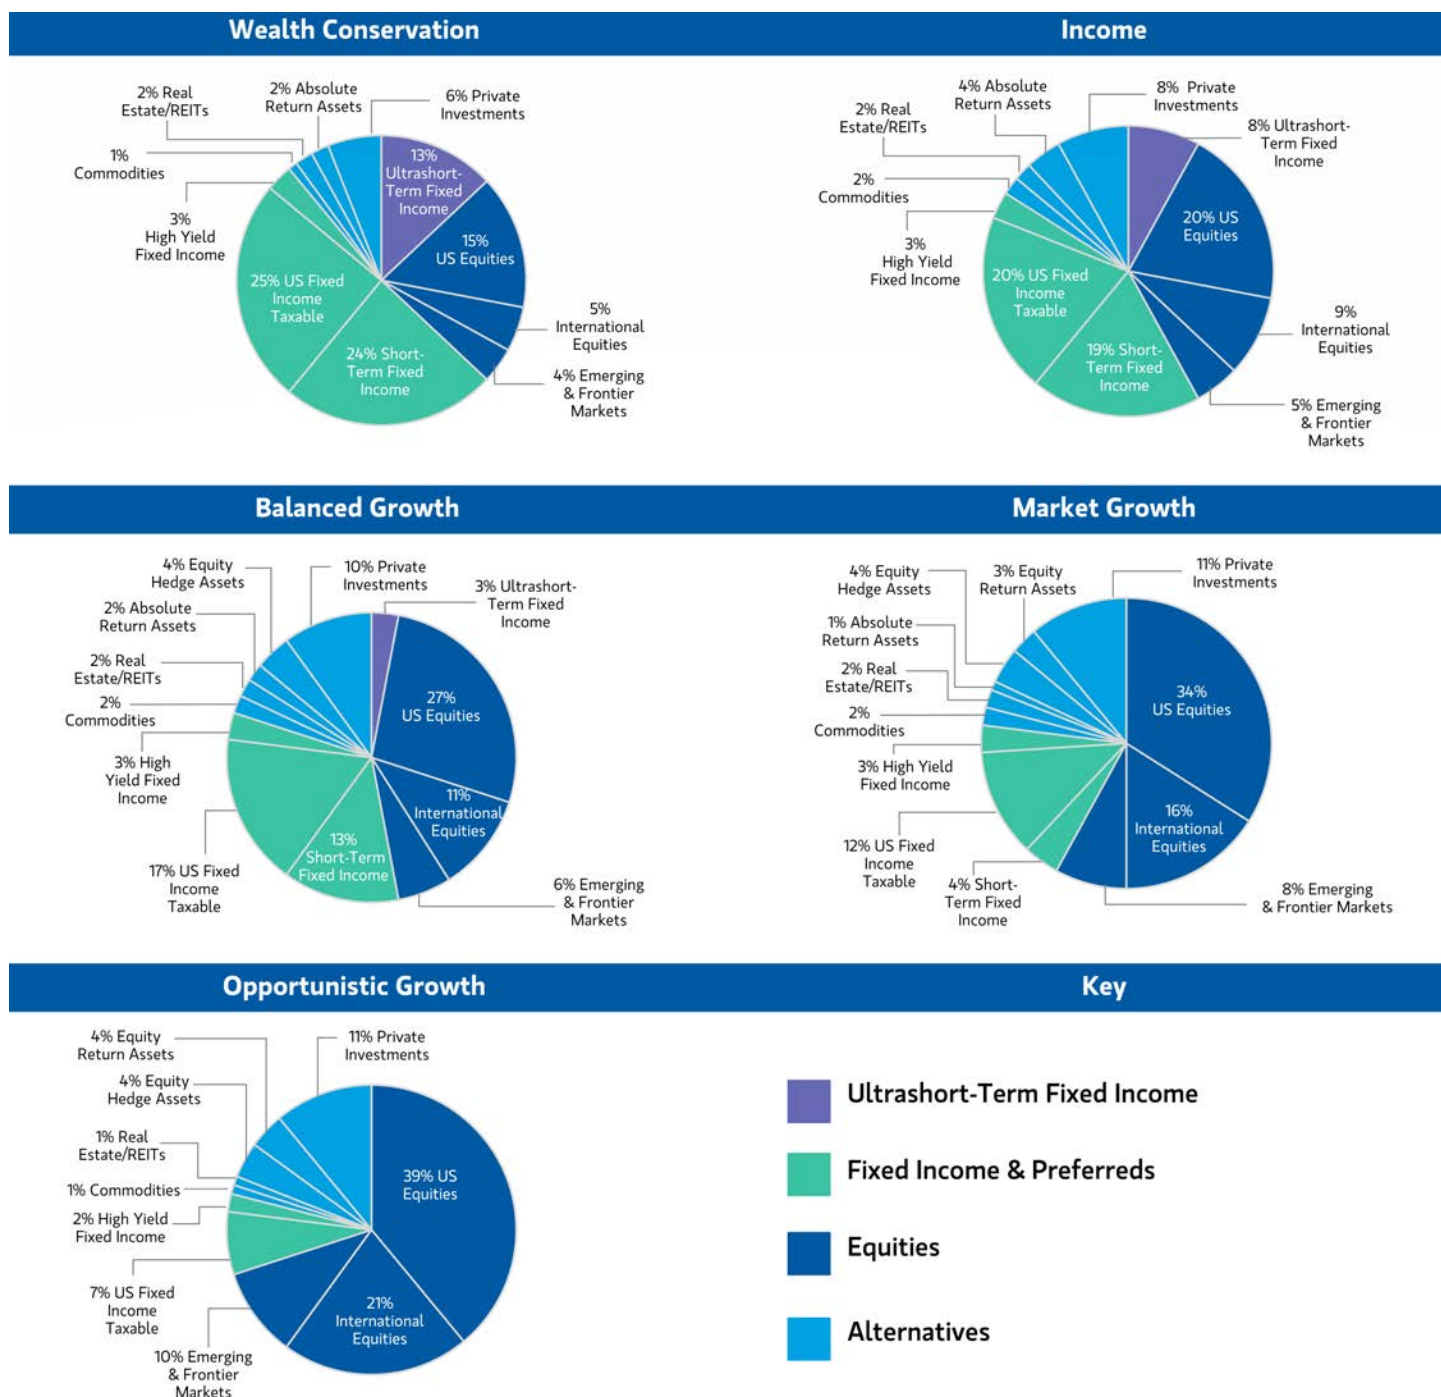 Wealth Conservation
2% Real
Estate/REITs
2% Absolute
Return Assets
6% Private
Investments
1%
Commodities
13%
Ultrashort-
Term Fixed
Income
3%
High Yield
Fixed Income
15%
US Equities
25% US Fixed
Income
Taxable
5%
International
Equities
24% Short-
Term Fixed
Income
4% Emerging
& Frontier
Markets
Income
4% Absolute
Return Assets
8% Private
Investments
2% Real
Estate/REITs
8% Ultrashort-
Term Fixed
Income
2%
Commodities
20% US
Equities
3%
High Yield
Fixed Income
20% US Fixed
Income
Taxable
9%
International
Equities
19% Short-
Term Fixed
Income
5% Emerging
& Frontier
Markets
Balanced Growth
4% Equity
Hedge Assets
10% Private
Investments
3% Ultrashort-
Term Fixed
Income
2% Absolute
Return Assets
2% Real
Estate/REITs
2%
Commodities
27%
US Equities
3% High
Yield Fixed
Income
11%
International
Equities
13%
Short-Term
Fixed Income
17% US Fixed
Income
Taxable
6% Emerging
& Frontier
Markets
Market Growth
4% Equity
Hedge Assets
3% Equity
Return Assets
11% Private
Investments
1% Absolute
Return Assets
2% Real
Estate/REITs
2%
Commodities
34%
US Equities
3% High Yield
Fixed Income
16%
International
Equities
12% US Fixed
Income
Taxable
4% Short-
Term Fixed
Income
8% Emerging
& Frontier Markets
Opportunistic Growth
4% Equity
Return Assets
11% Private
Investments
4% Equity
Hedge Assets
1% Real
Estate/REITs
1% Commodities
2% High Yield
Fixed Income
39% US
Equities
7% US Fixed
Income
Taxable
21%
International
Equities
10% Emerging
& Frontier
Markets
Key
Ultrashort-Term Fixed Income
Fixed Income & Preferreds
Equities
Alternatives